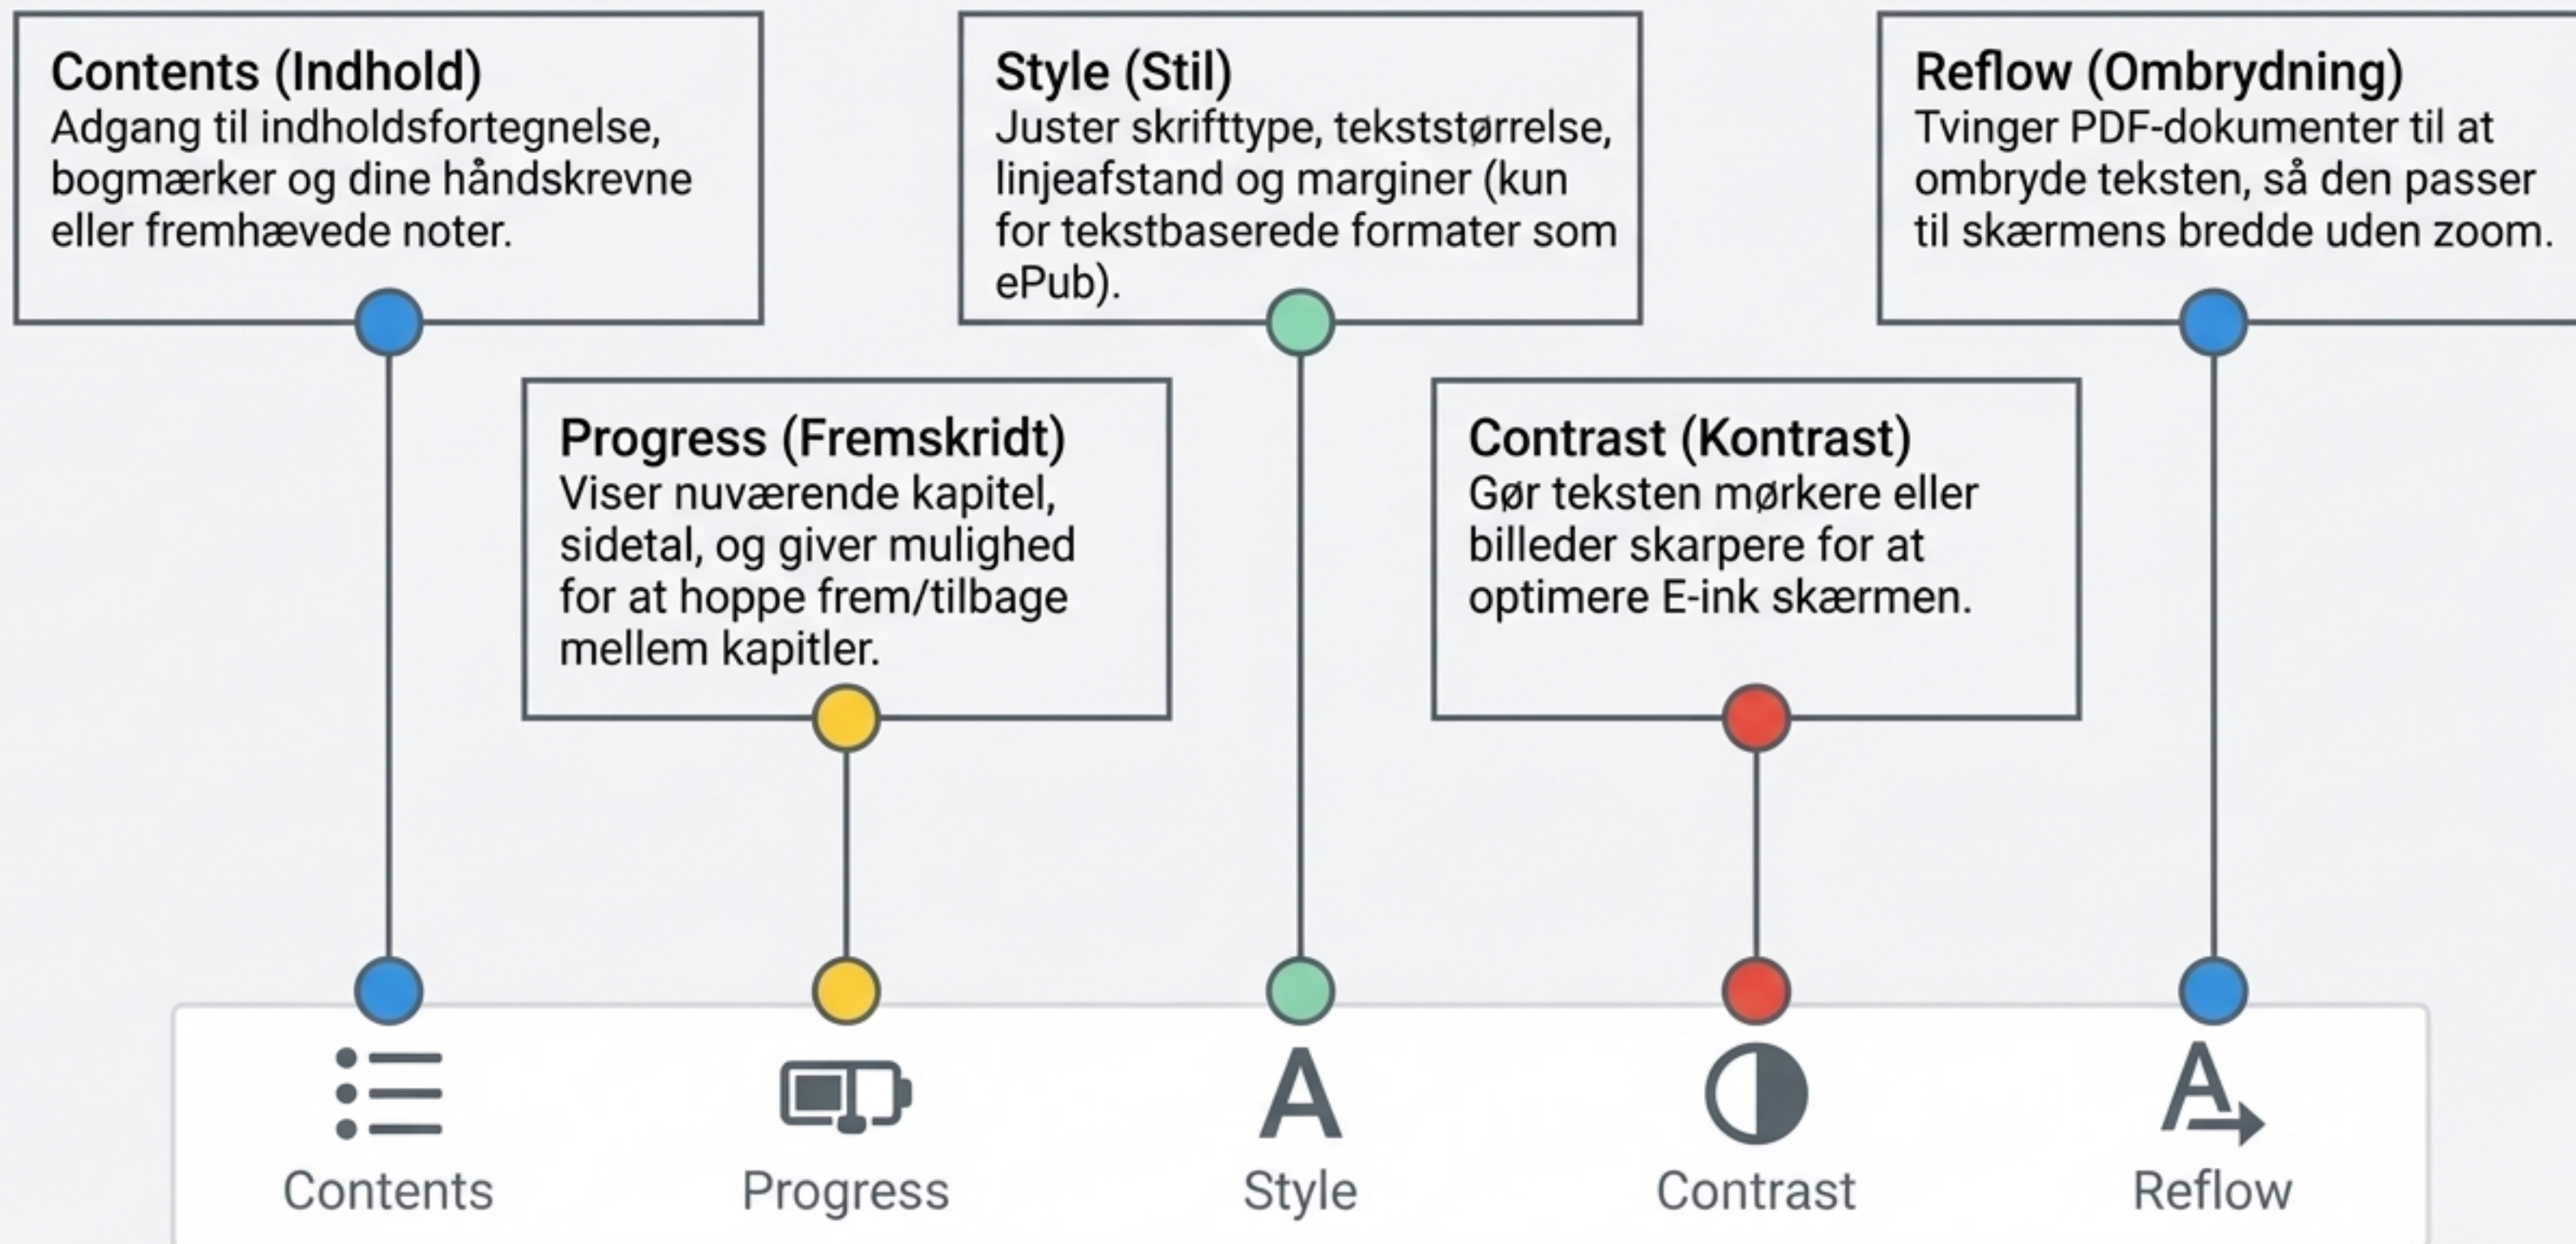 Contents (Indhold)
Adgang til indholdsfortegnelse,
bogmærker og dine håndskrevne
eller fremhævede noter.
Style (Stil)
Juster skrifttype, tekststørrelse,
linjeafstand og marginer (kun
for tekstbaserede formater som
ePub).
Reflow (Ombrydning)
Tvinger PDF-dokumenter til at
ombryde teksten, så den passer
til skærmens bredde uden zoom.
Progress (Fremskridt)
Viser nuværende kapitel,
sidetal, og giver mulighed
for at hoppe frem/tilbage
mellem kapitler.
Contrast (Kontrast)
Gør teksten mørkere eller
billeder skarpere for at
optimere E-ink skærmen.
Contents
Progress
A
Style
Contrast
A
Reflow